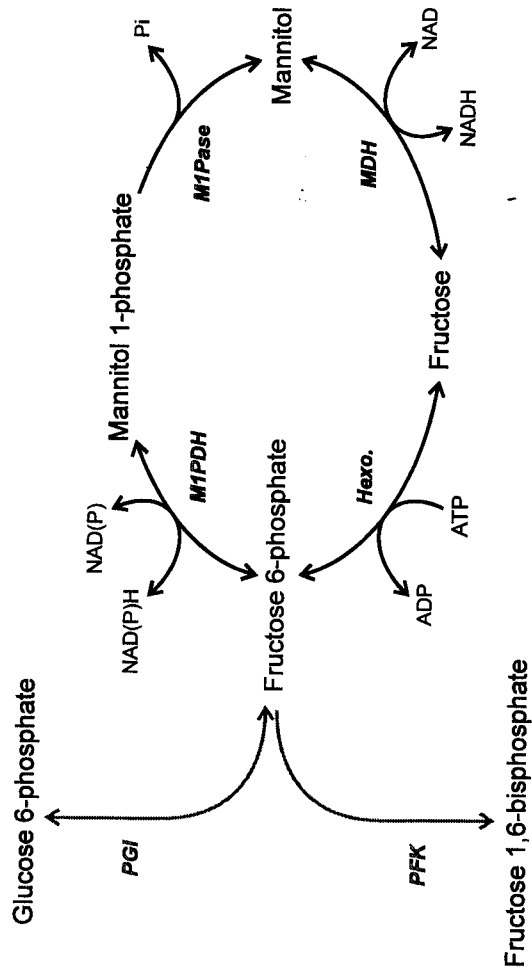 Glucose 6-phosphate
PGI
Fructose 6-phosphate
PFK
Fructose 1,6-bisphosphate
NAD(P)H
NAD(P)
M1PDH
Mannitol 1-phosphate
M1Pase
Pi
Mannitol
MDH
NAD
NADH
Fructose
Hexo.
ATP
ADP